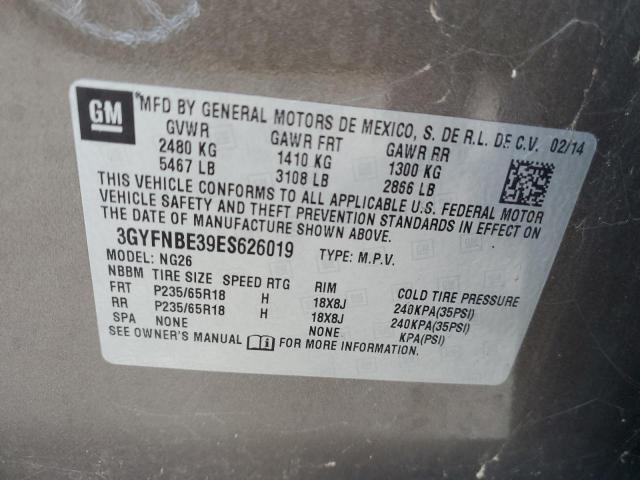 GM
*MFD BY GENERAL MOTORS DE MEXICO, S. DE R.L. DE C.V. 02/14
GVWR GAWR FRT GAWR RR
2480 KG 1410 KG 1300 KG
5467 LB 3108 LB 2866 LB
THIS VEHICLE CONFORMS TO ALL APPLICABLE U.S. FEDERAL MOTOR
VEHICLE SAFETY AND THEFT PREVENTION STANDARDS IN EFFECT ON
THE DATE OF MANUFACTURE SHOWN ABOVE.
3GYFNBE39ES626019 TYPE: M.P.V.
MODEL: NG26
NBBM TIRE SIZE SPEED RTG RIM COLD TIRE PRESSURE
FRT P235/65R18 H 18X8J 240KPA(35PSI)
RR P235/65R18 H 18X8J 240KPA(35PSI)
SPA NONE NONE KPA(PSI)
SEE OWNER'S MANUAL FOR MORE INFORMATION.